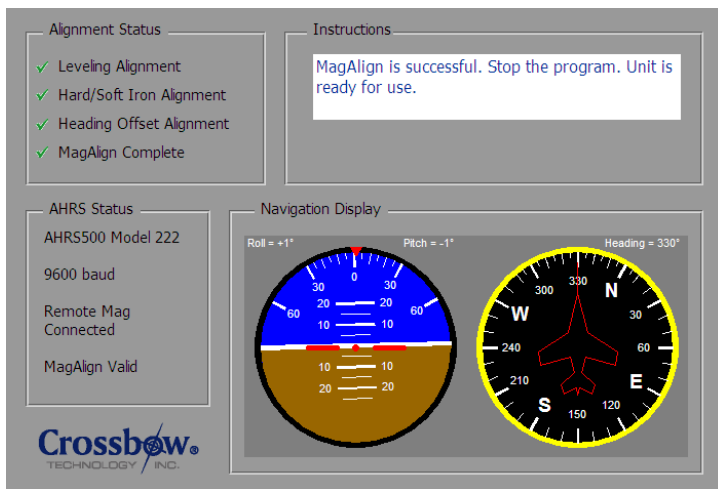 Alignment Status
Leveling Alignment
Hard/Soft Iron Alignment
Heading Offset Alignment
MagAlign Complete
Instructions
MagAlign is successful. Stop the program. Unit is
ready for use.
AHRS Status
AHRS500 Model 222
9600 baud
Remote Mag
Connected
MagAlign Valid
Navigation Display
Roll = +1°
Pitch = -1°
Heading = 330°
30 0 30
60 60
20 20
10 10
10 10
20 20
330
300 N
W 30
240 60
210 E
S 150 120
Crossbow®
TECHNOLOGY INC.